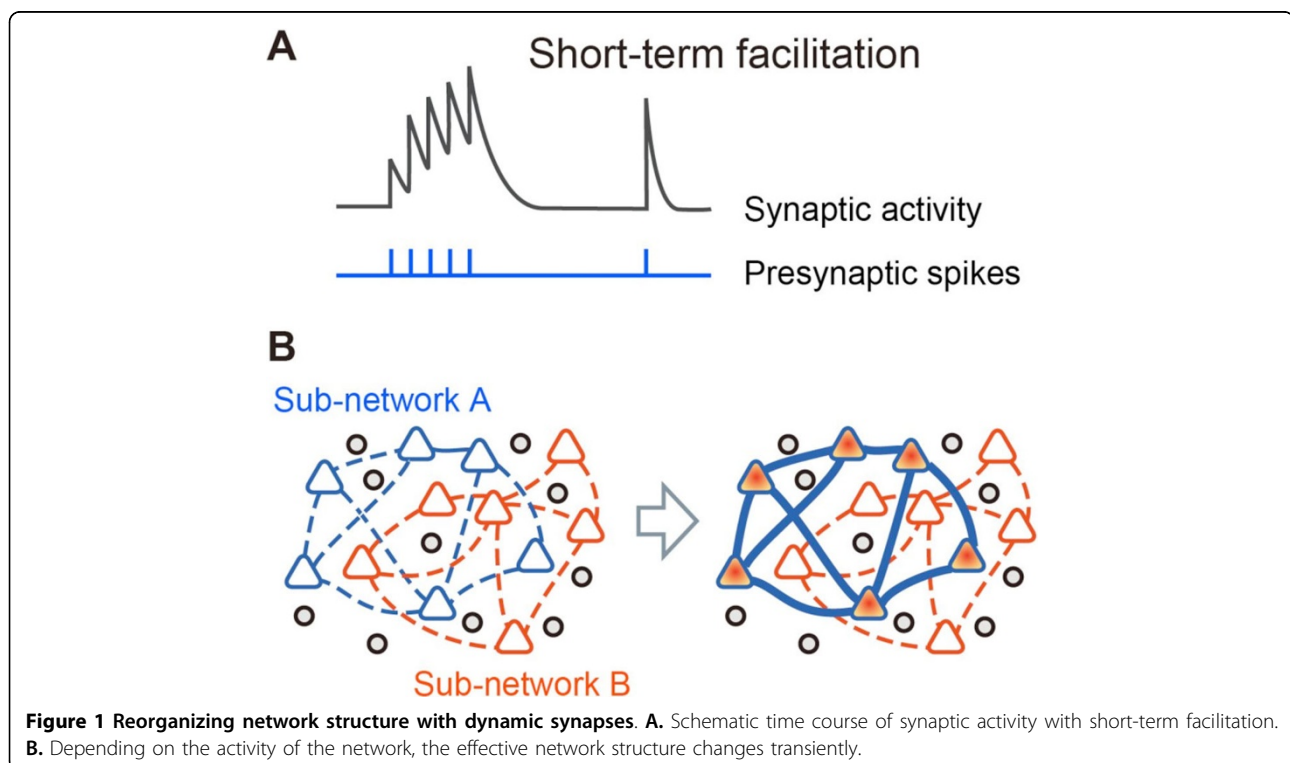 A
Short-term facilitation
Synaptic activity
Presynaptic spikes
B
Sub-network A
Sub-network B
Figure 1 Reorganizing network structure with dynamic synapses. A. Schematic time course of synaptic activity with short-term facilitation.
B. Depending on the activity of the network, the effective network structure changes transiently.